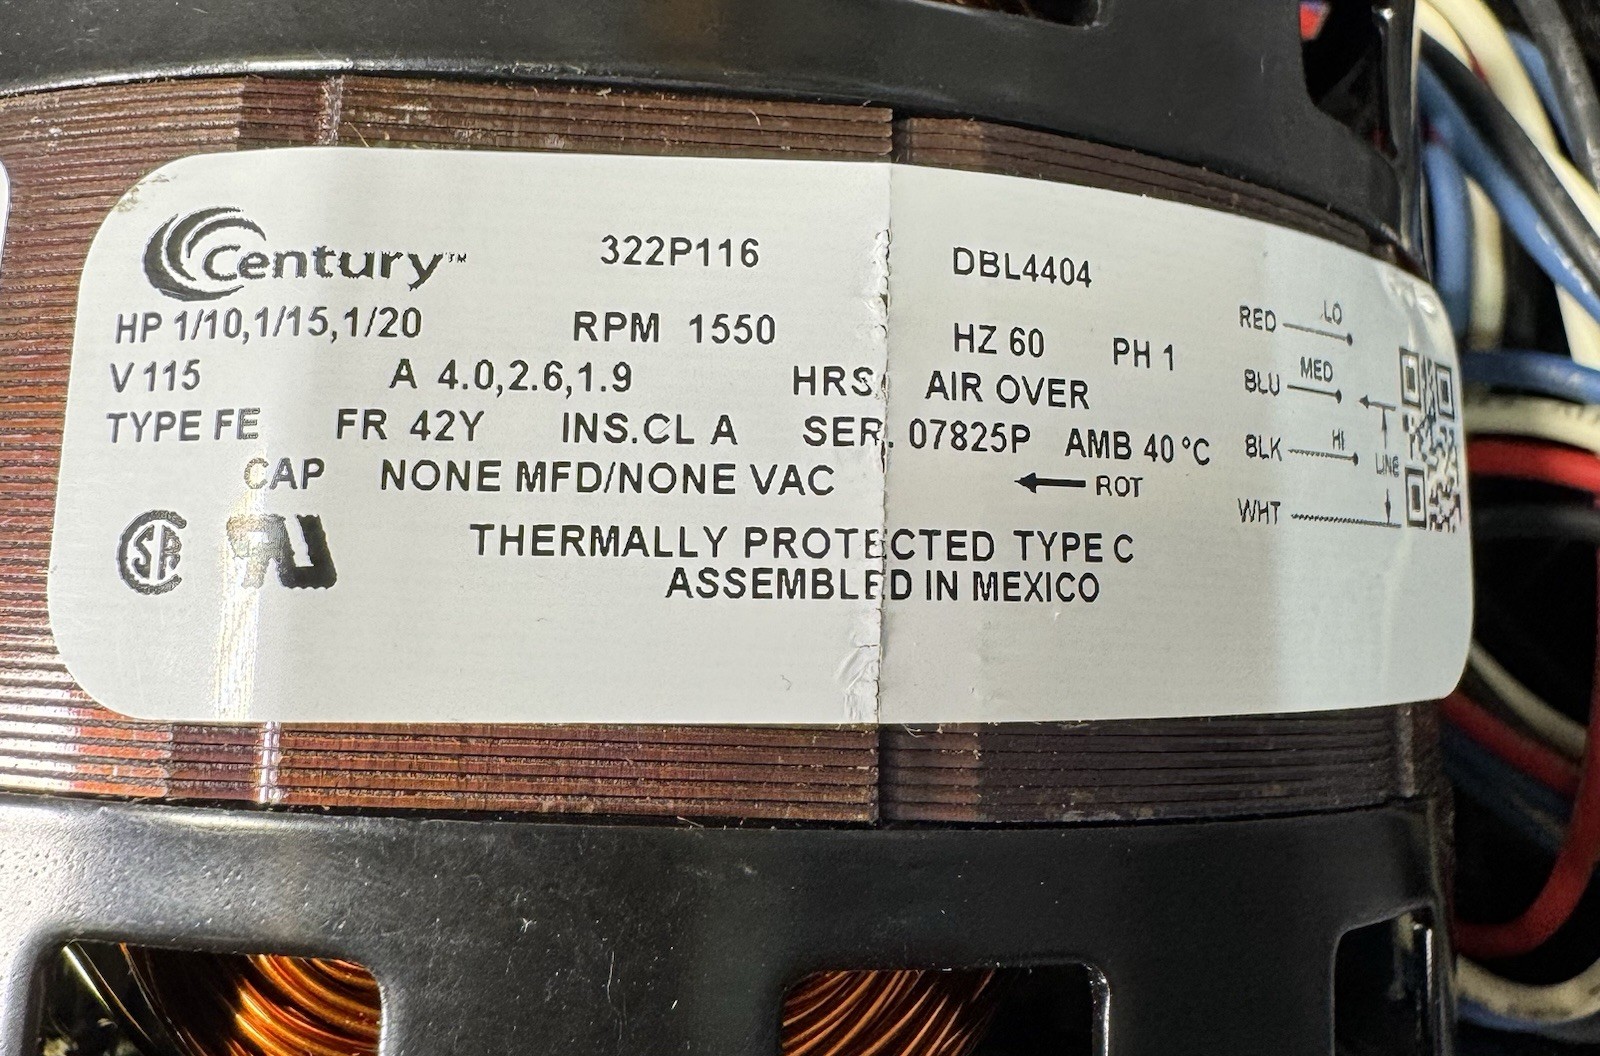 Century™ 322P116 DBL4404
HP 1/10,1/15,1/20 RPM 1550 HZ 60 PH 1
V 115 A 4.0,2.6,1.9 HRS. AIR OVER
TYPE FE FR 42Y INS.CL A SER. 07825P AMB 40 °C
CAP NONE MFD/NONE VAC ROT
THERMALLY PROTECTED TYPE C
ASSEMBLED IN MEXICO
RED LO
BLU MED
BLK HI LINE
WHT